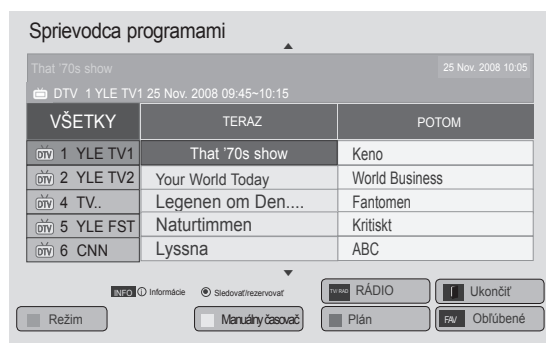 Sprievodca programami
That '70s show 25 Nov. 2008 10:05
DTV 1 YLE TV1 25 Nov. 2008 09:45~10:15
VŠETKY TERAZ POTOM
DTV 1 YLE TV1 That '70s show Keno
DTV 2 YLE TV2 Your World Today World Business
DTV 4 TV.. Legenen om Den.... Fantomen
DTV 5 YLE FST Naturtimmen Kritiskt
DTV 6 CNN Lyssna ABC
INFO i Informácie Sledovať/rezervovať TV/RAD RÁDIO Ukončiť
Režim Manuálny časovač Plán FAV Obľúbené